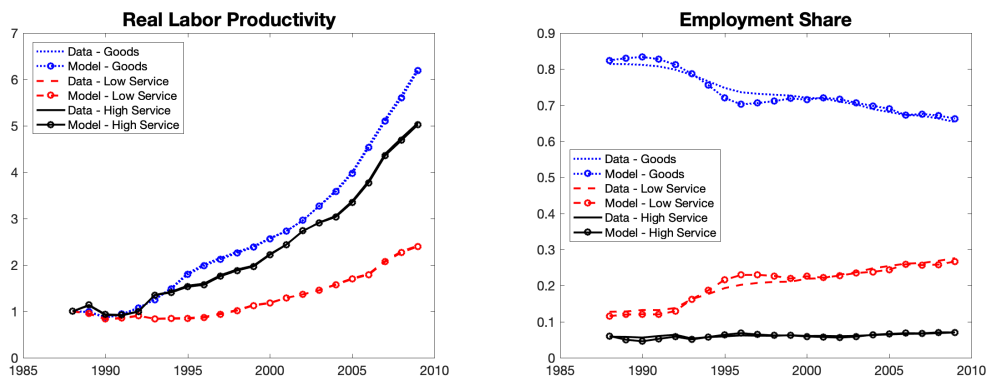 Real Labor Productivity
7
6
5
4
3
2
1
0
Data - Goods
Model - Goods
Data - Low Service
Model - Low Service
Data - High Service
Model - High Service
1985 1990 1995 2000 2005 2010
Employment Share
0.9
0.8
0.7
0.6
0.5
0.4
0.3
0.2
0.1
0
Data - Goods
Model - Goods
Data - Low Service
Model - Low Service
Data - High Service
Model - High Service
1985 1990 1995 2000 2005 2010